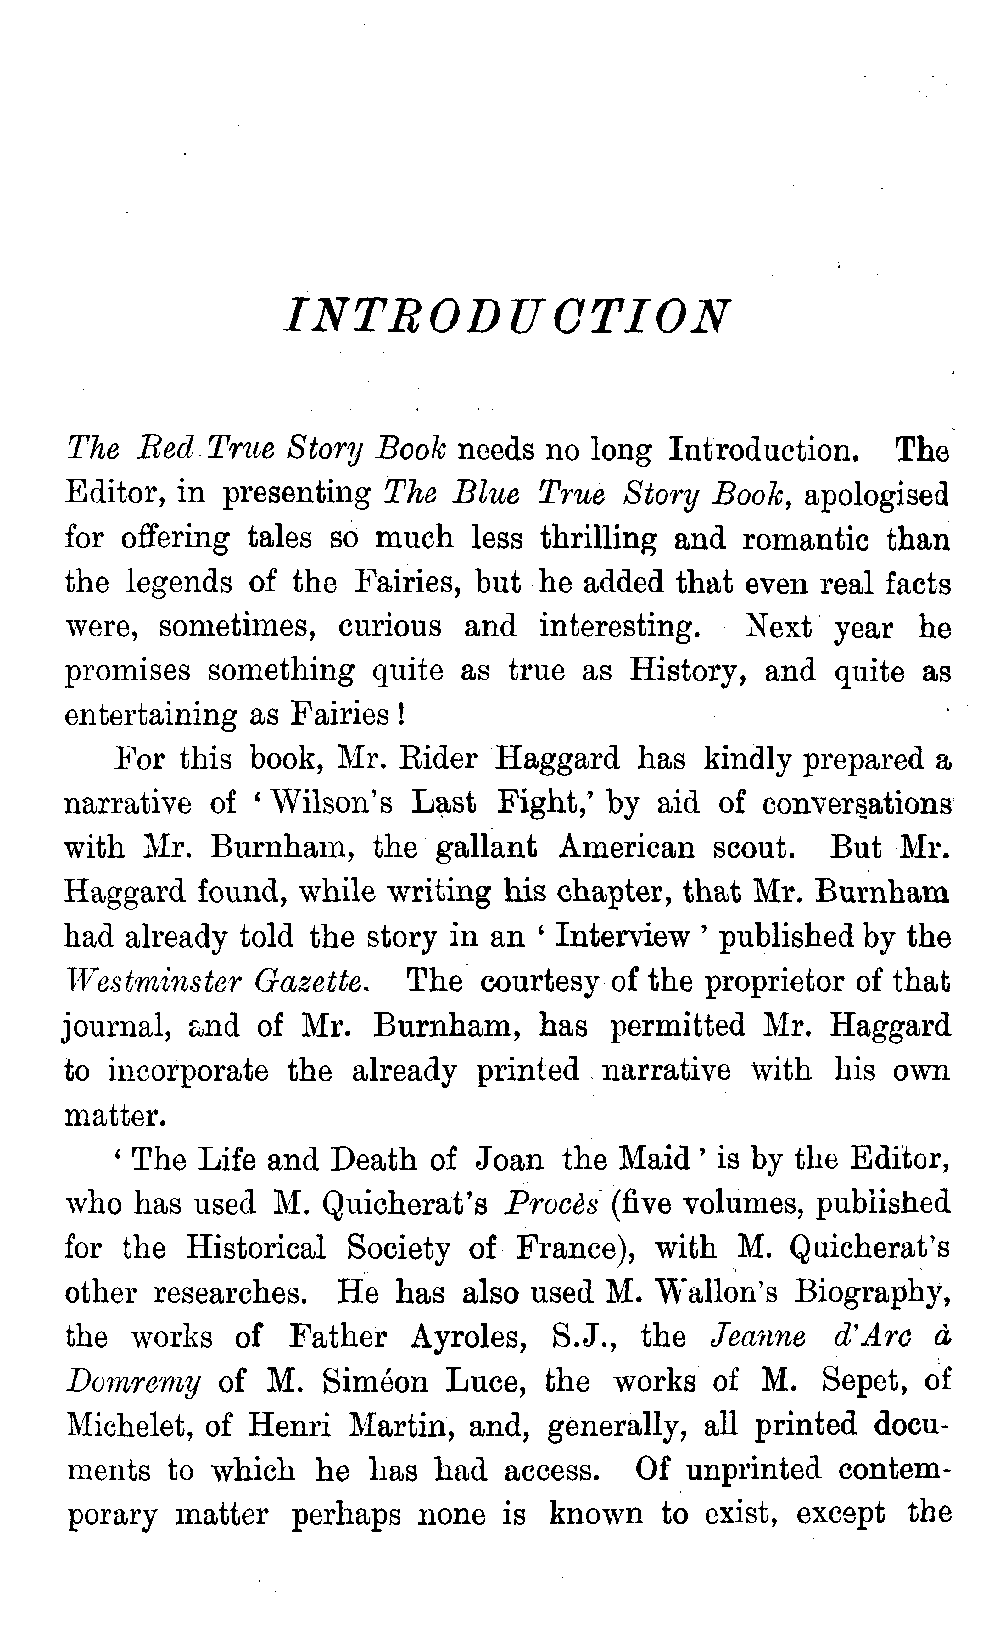 INTRODUCTION
The Red True Story Book needs no long Introduction. The
Editor, in presenting The Blue True Story Book, apologised
for offering tales so much less thrilling and romantic than
the legends of the Fairies, but he added that even real facts
were, sometimes, curious and interesting. Next year he
promises something quite as true as History, and quite as
entertaining as Fairies!
For this book, Mr. Rider Haggard has kindly prepared a
narrative of ‘Wilson’s Last Fight,’ by aid of conversations
with Mr. Burnham, the gallant American scout. But Mr.
Haggard found, while writing his chapter, that Mr. Burnham
had already told the story in an ‘Interview’ published by the
Westminster Gazette. The courtesy of the proprietor of that
journal, and of Mr. Burnham, has permitted Mr. Haggard
to incorporate the already printed narrative with his own
matter.
‘The Life and Death of Joan the Maid’ is by the Editor,
who has used M. Quicherat’s Procès (five volumes, published
for the Historical Society of France), with M. Quicherat’s
other researches. He has also used M. Wallon’s Biography,
the works of Father Ayroles, S.J., the Jeanne d’Arc à
Domremy of M. Siméon Luce, the works of M. Sepet, of
Michelet, of Henri Martin, and, generally, all printed docu-
ments to which he has had access. Of unprinted contem-
porary matter perhaps none is known to exist, except the